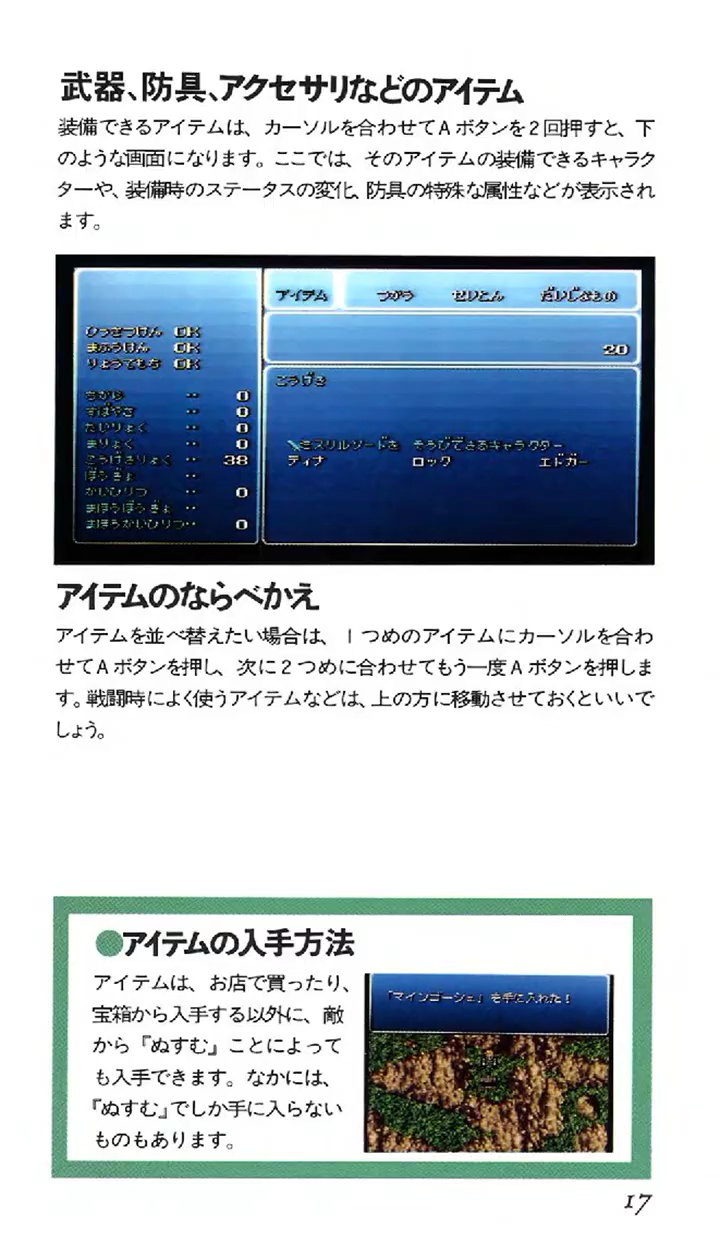 武器、防具、アクセサリなどのアイテム
装備できるアイテムは、カーソルを合わせてAボタンを2回押すと、下
のような画面になります。ここでは、そのアイテムの装備できるキャラク
ターや、装備時のステータスの変化、防具の特殊な属性などが表示され
ます。
アイテム つかう せいとん だいじなもの
ひっさつけん OK
まふうけん OK
りょうてもち OK
20
こうげき
すばやさ ‥ 0
たいりょく ‥ 0
まりょく ‥ 0
こうげきりょく ‥ 38
ぼうぎょ ‥
かいひりつ ‥ 0
まほうぼうぎょ ‥
まほうかいひりつ‥ 0
ミスリルソードを そうびできるキャラクター
ティナ ロック エドガー
アイテムのならべかえ
アイテムを並べ替えたい場合は、1つめのアイテムにカーソルを合わ
せてAボタンを押し、次に2つめに合わせてもう一度Aボタンを押しま
す。戦闘時によく使うアイテムなどは、上の方に移動させておくといいで
しょう。
●アイテムの入手方法
アイテムは、お店で買ったり、
宝箱から入手する以外に、敵
から『ぬすむ』ことによって
も入手できます。なかには、
『ぬすむ』でしか手に入らない
ものもあります。
「マインゴーシュ」を手に入れた!
17